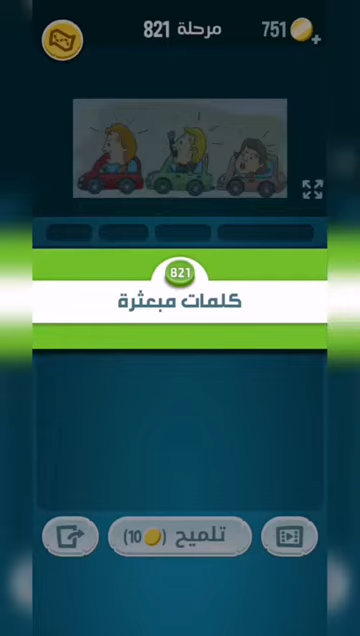 مرحلة 821
751
821
كلمات مبعثرة
تلميح (10)